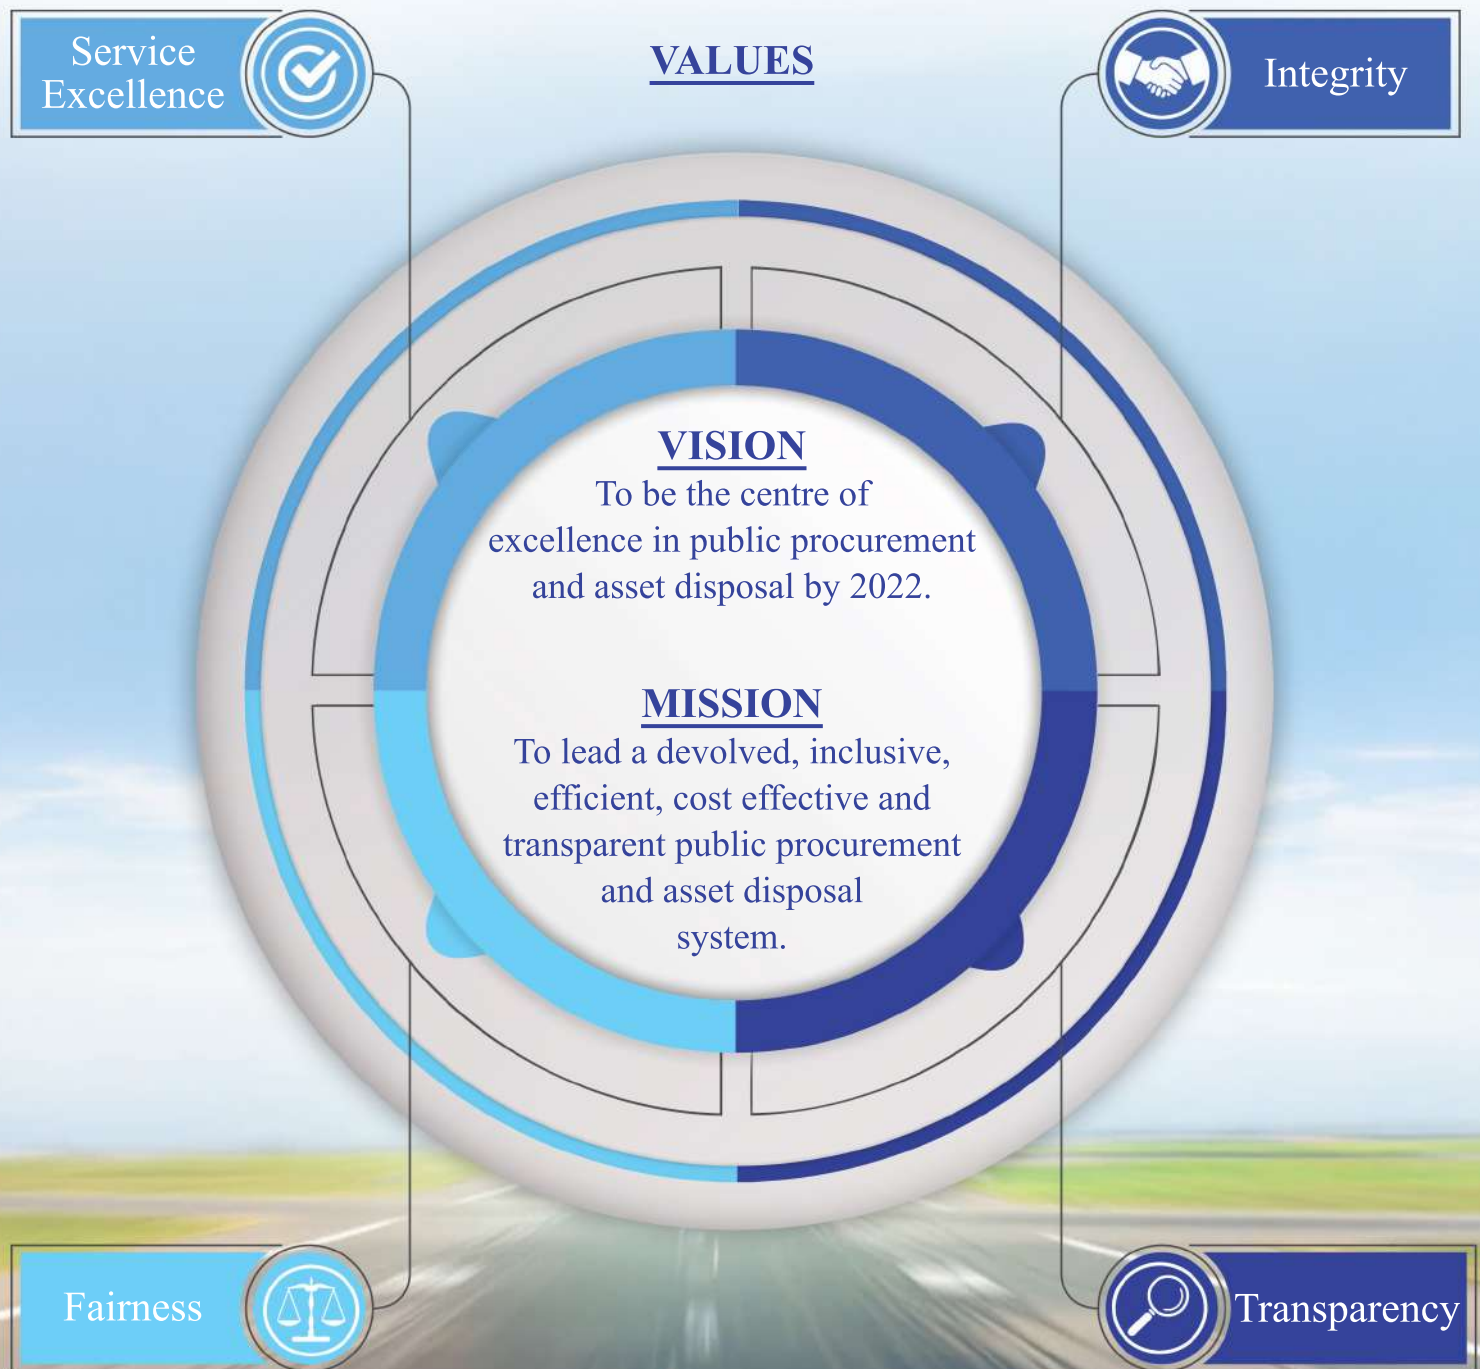 Service
Excellence
VALUES
Integrity
VISION
To be the centre of
excellence in public procurement
and asset disposal by 2022.
MISSION
To lead a devolved, inclusive,
efficient, cost effective and
transparent public procurement
and asset disposal
system.
Fairness
Transparency